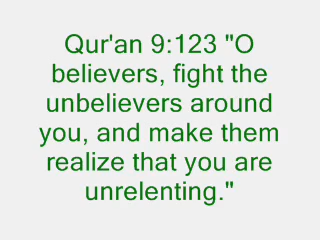 Qur'an 9:123 "O
believers, fight the
unbelievers around
you, and make them
realize that you are
unrelenting."